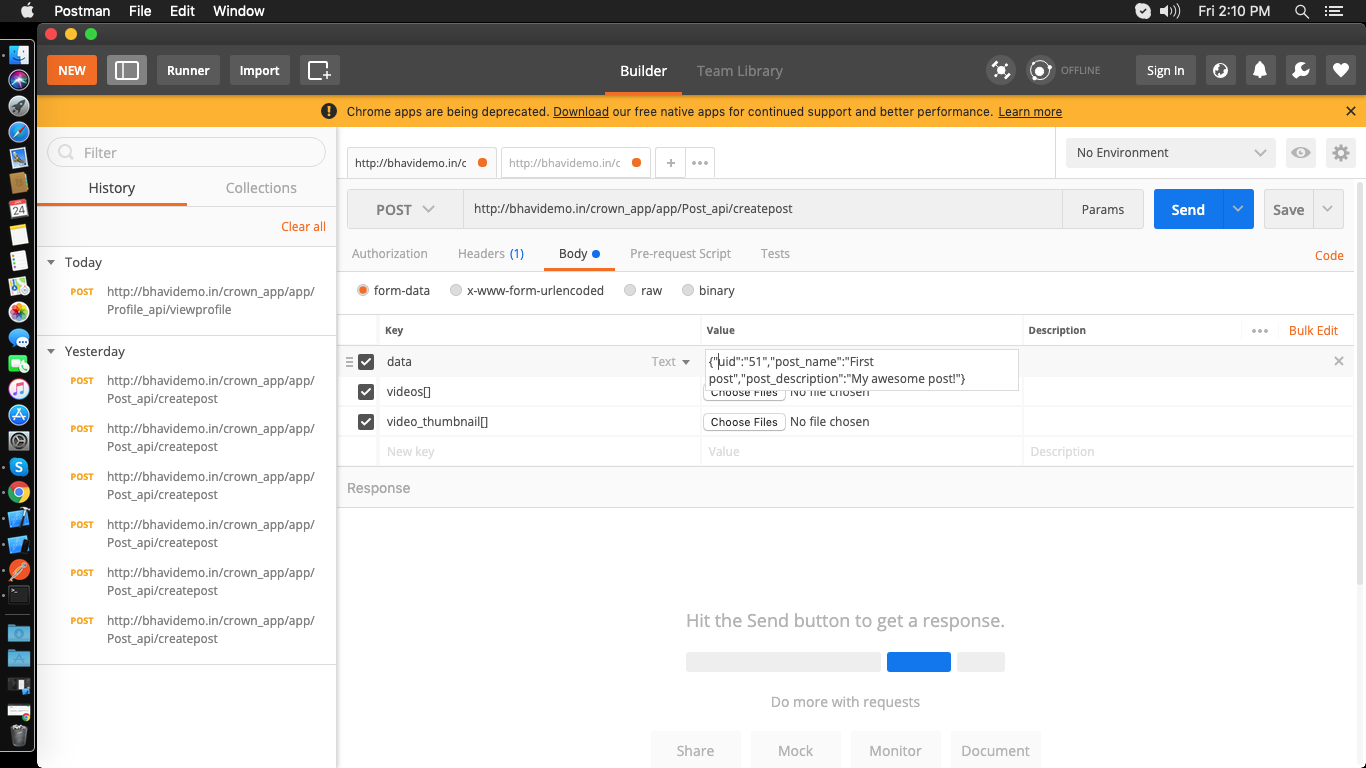 Postman File Edit Window Fri 2:10 PM
NEW Runner Import Builder Team Library OFFLINE Sign In
! Chrome apps are being deprecated. Download our free native apps for continued support and better performance. Learn more
Filter
History Collections
Clear all
Today
POST http://bhavidemo.in/crown_app/app/
Profile_api/viewprofile
Yesterday
POST http://bhavidemo.in/crown_app/app/
Post_api/createpost
POST http://bhavidemo.in/crown_app/app/
Post_api/createpost
POST http://bhavidemo.in/crown_app/app/
Post_api/createpost
POST http://bhavidemo.in/crown_app/app/
Post_api/createpost
POST http://bhavidemo.in/crown_app/app/
Post_api/createpost
POST http://bhavidemo.in/crown_app/app/
Post_api/createpost
http://bhavidemo.in/c http://bhavidemo.in/c + ••• No Environment
POST http://bhavidemo.in/crown_app/app/Post_api/createpost Params Send Save
Authorization Headers (1) Body Pre-request Script Tests Code
form-data x-www-form-urlencoded raw binary
Key Value Description ••• Bulk Edit
data Text {"uid":"51","post_name":"First
post","post_description":"My awesome post!"}
videos[] Choose Files No file chosen
video_thumbnail[] Choose Files No file chosen
New key Value Description
Response
Hit the Send button to get a response.
Do more with requests
Share Mock Monitor Document
24